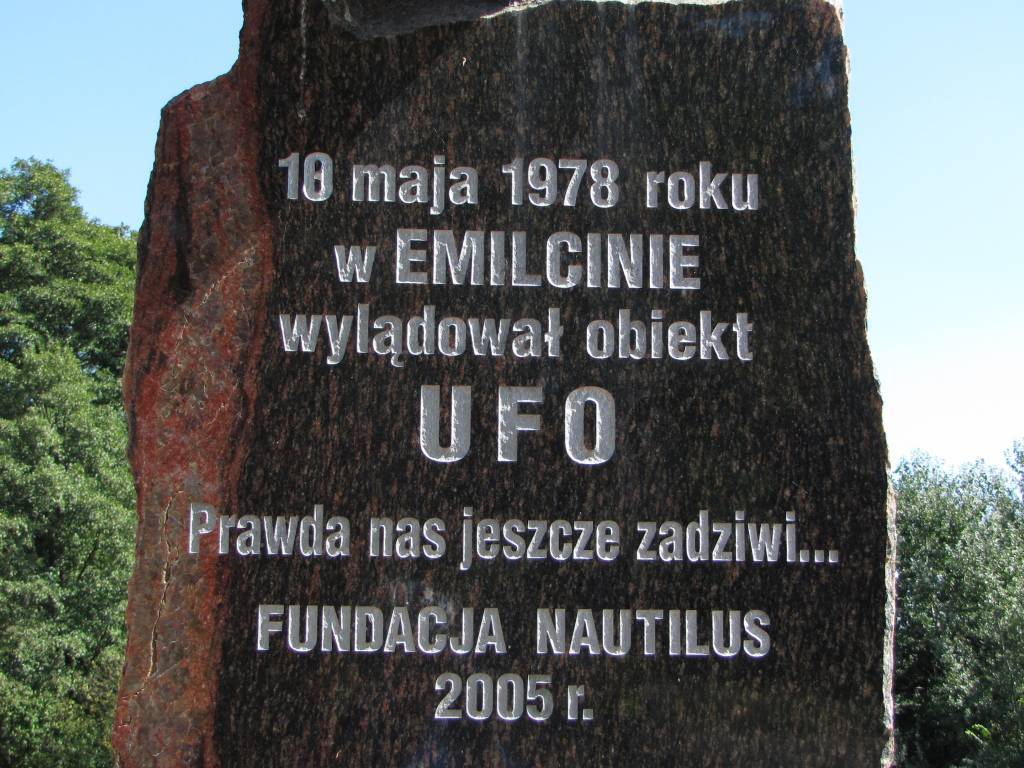 10 maja 1978 roku
w EMILCINIE
wylądował obiekt
UFO
Prawda nas jeszcze zadziwi...
FUNDACJA NAUTILUS
2005 r.